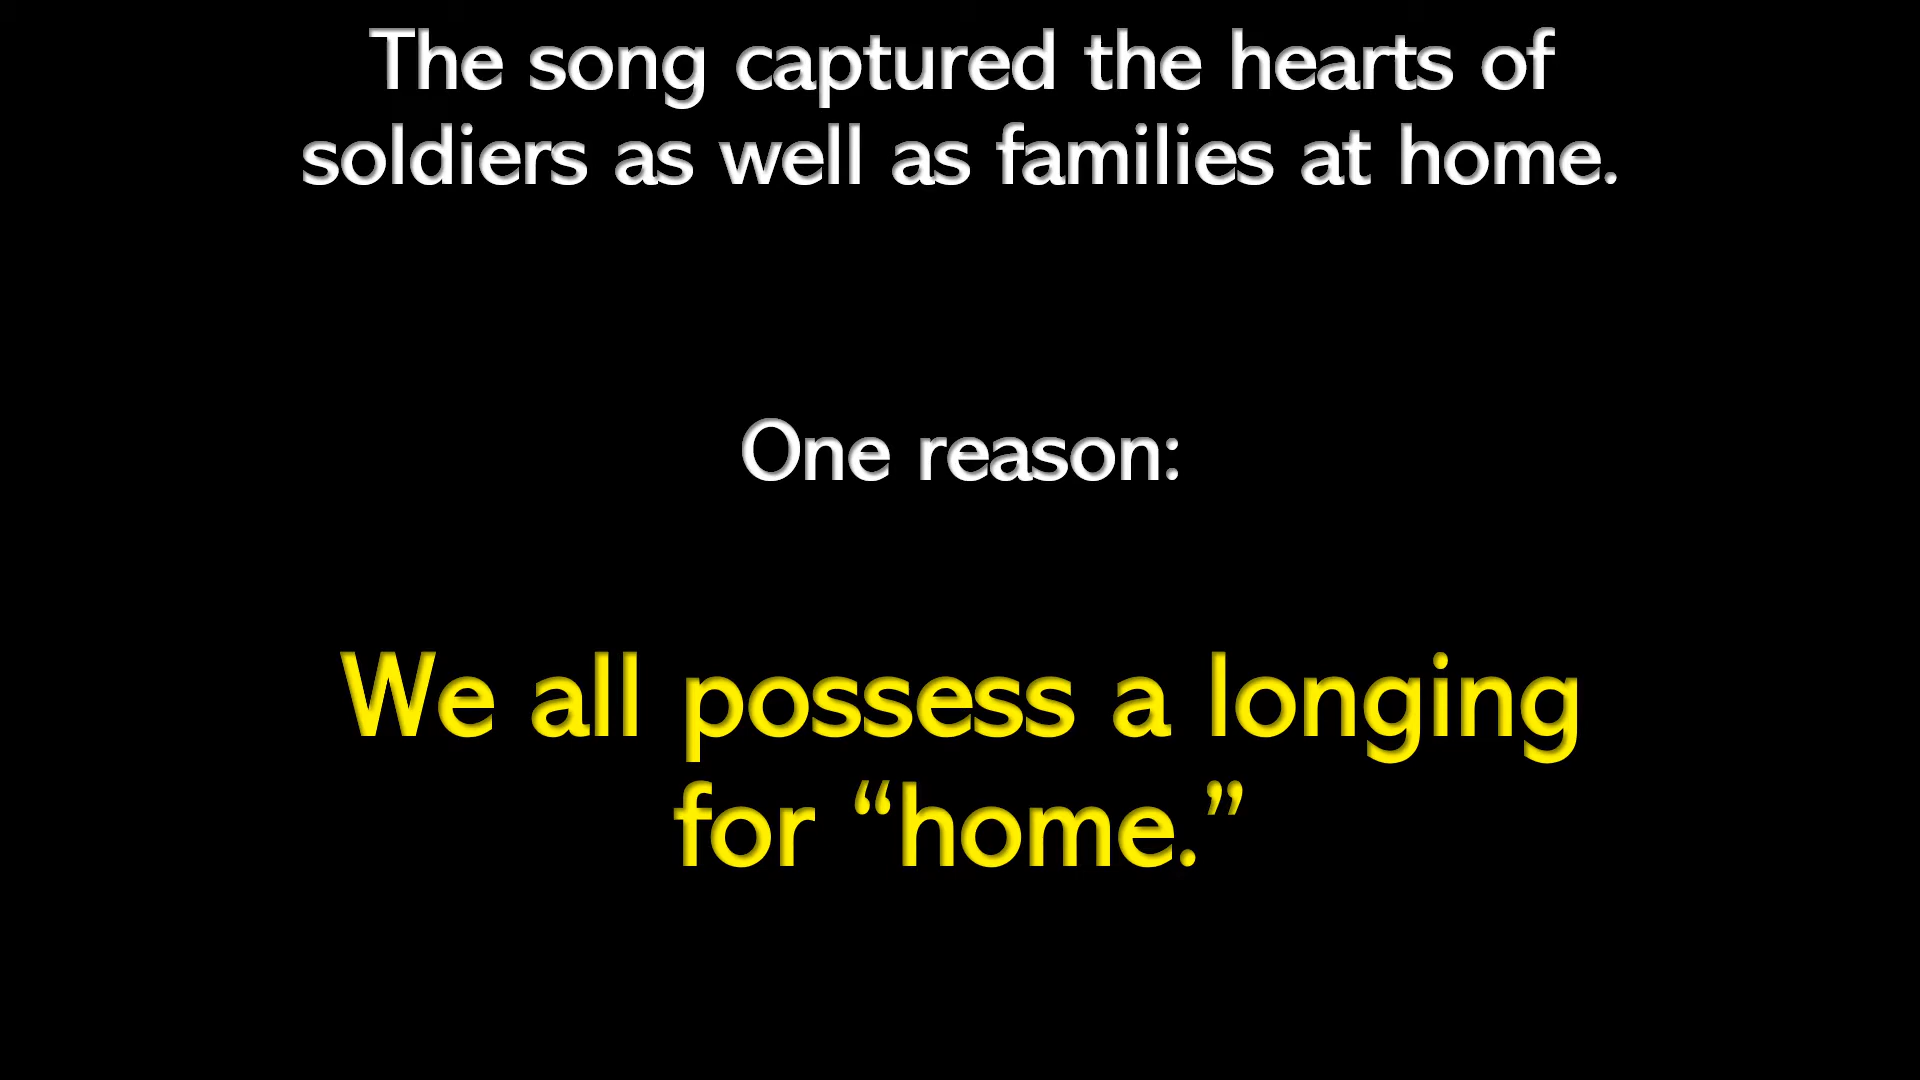 The song captured the hearts of
soldiers as well as families at home.
One reason:
We all possess a longing
for “home.”